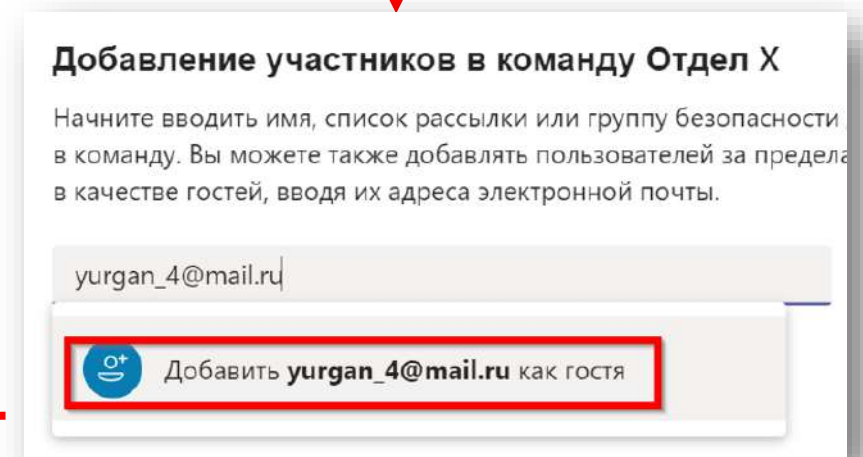 Добавление участников в команду Отдел X
Начните вводить имя, список рассылки или группу безопасности
в команду. Вы можете также добавлять пользователей за
в качестве гостей, вводя их адреса электронной почты.
yurgan_4@mail.ru
Добавить yurgan_4@mail.ru как гостя